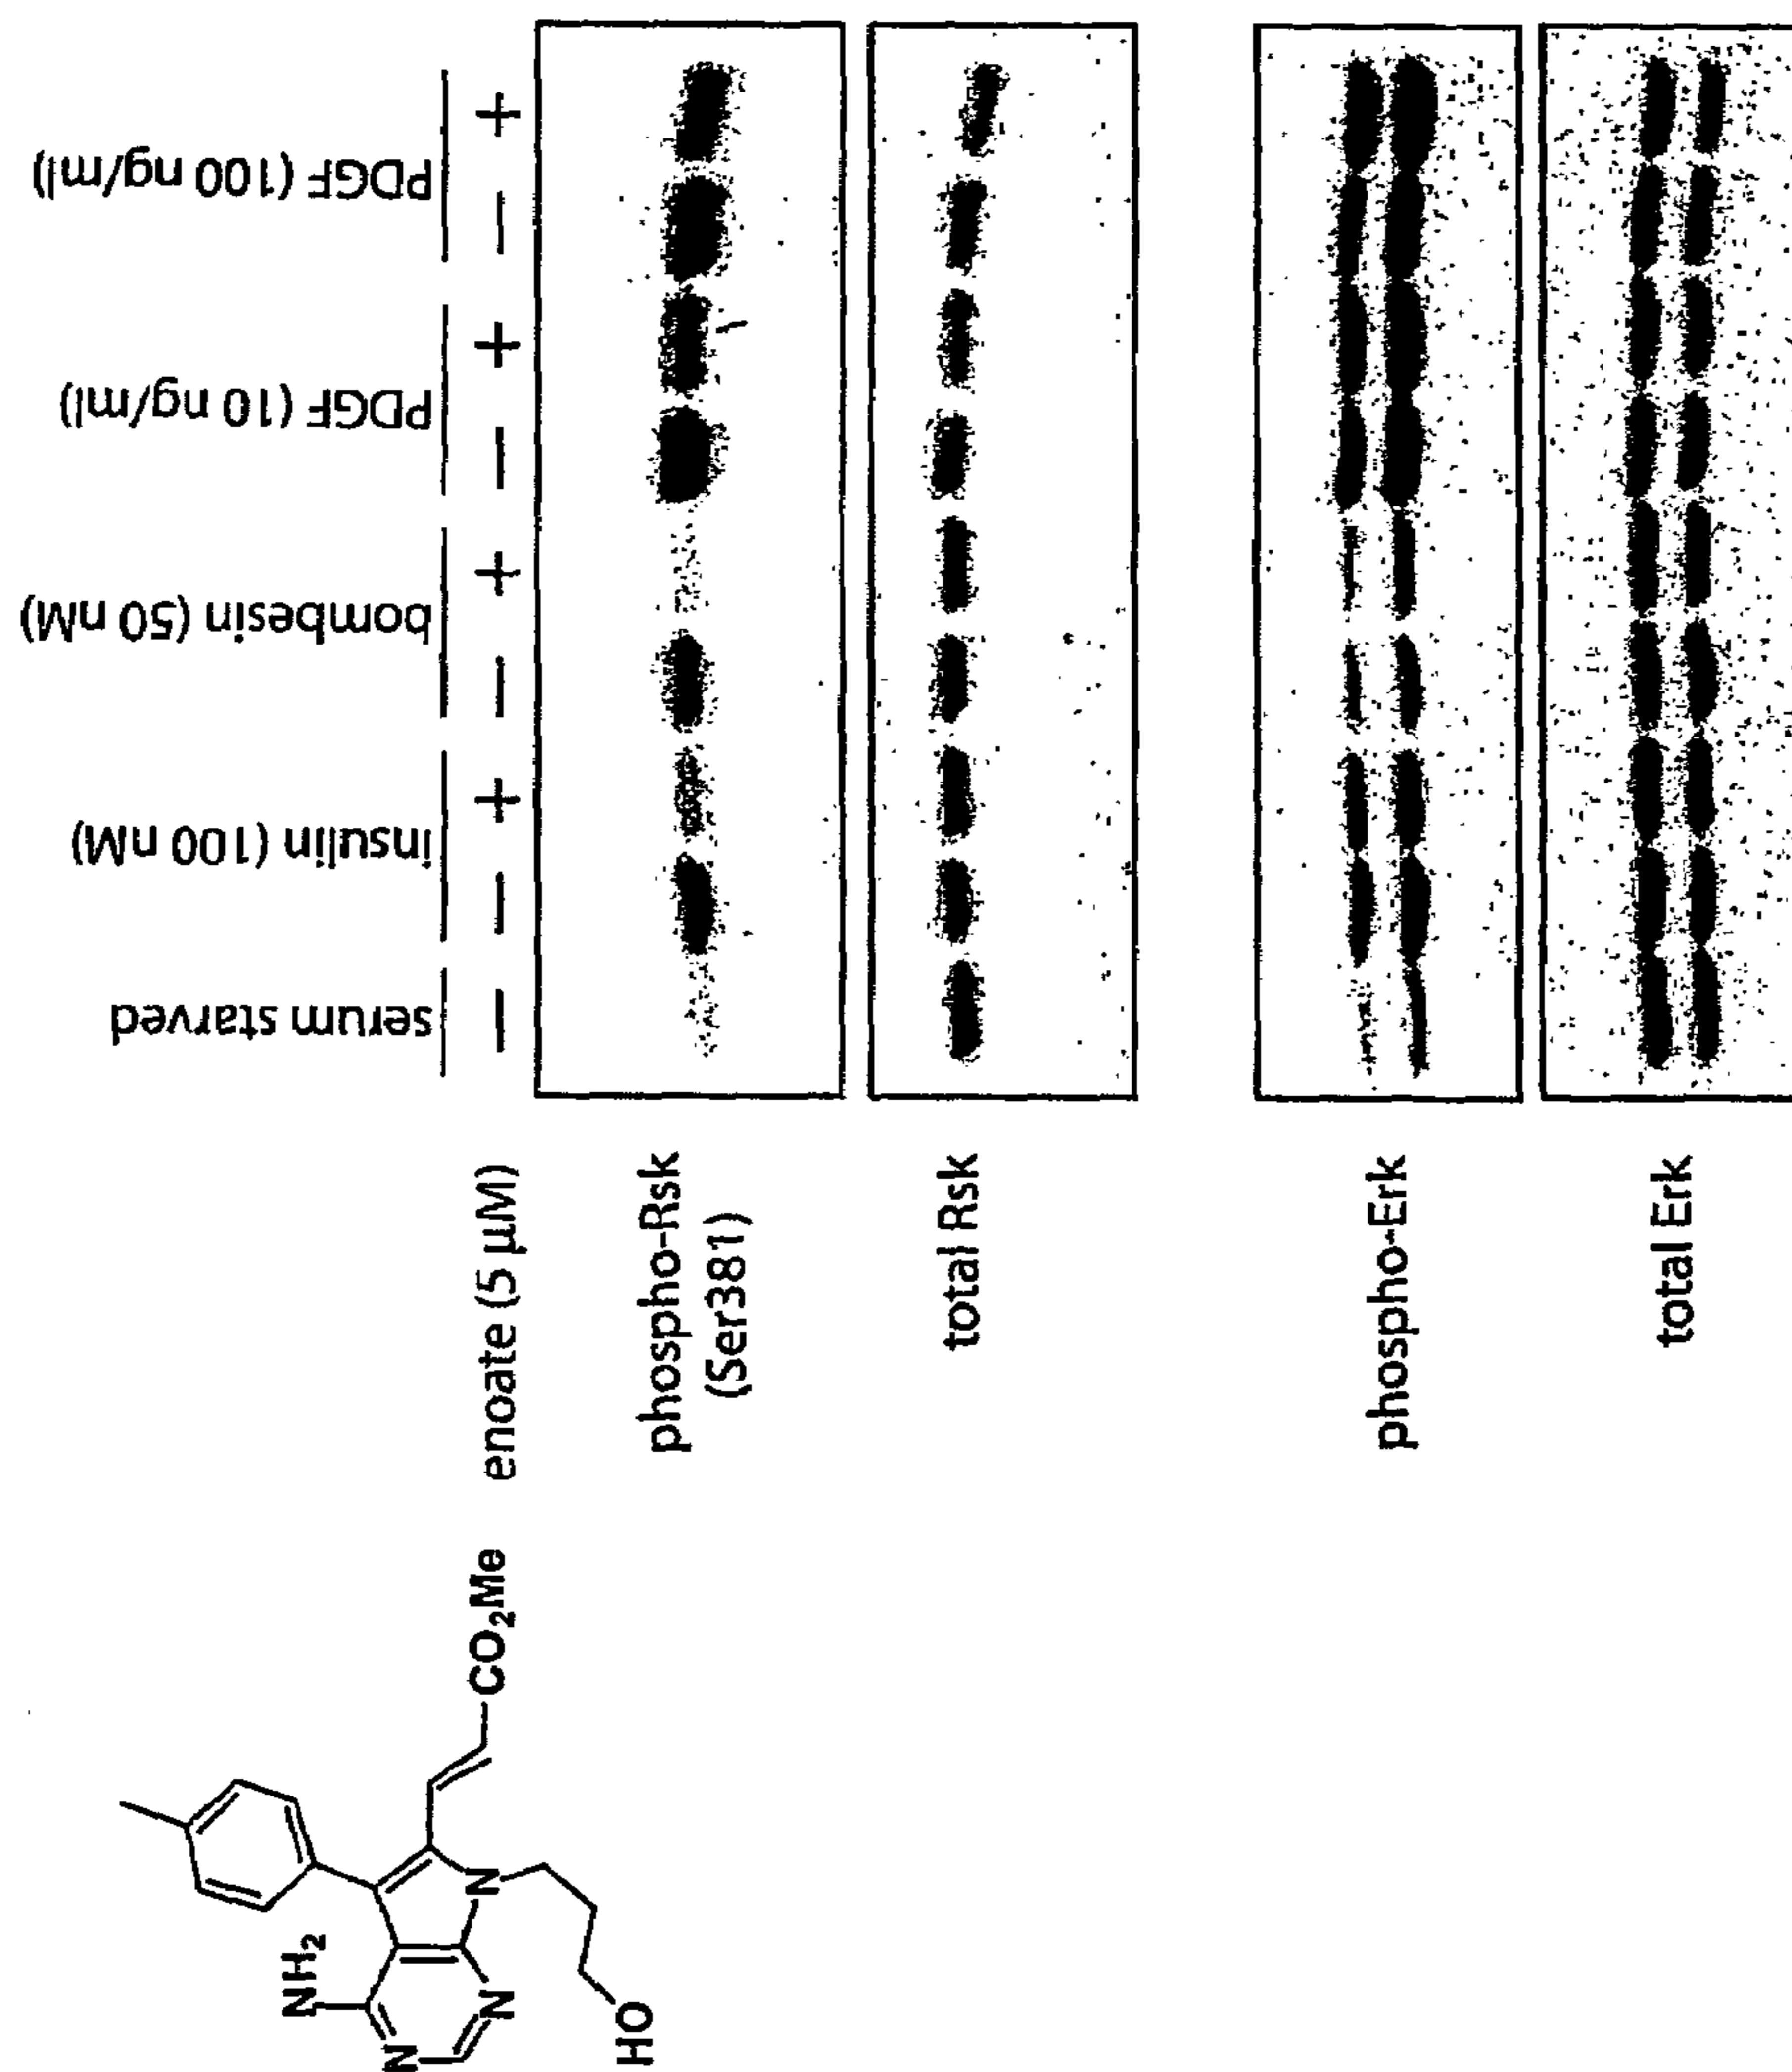 serum starved
insulin (100 nM)
bombesin (50 nM)
PDGF (10 ng/ml)
PDGF (100 ng/ml)
enoate (5 µM) − − + − + − + − +
phospho-Rsk
(Ser381)
total Rsk
phospho-Erk
total Erk
NH₂
N
N
N
CO₂Me
HO